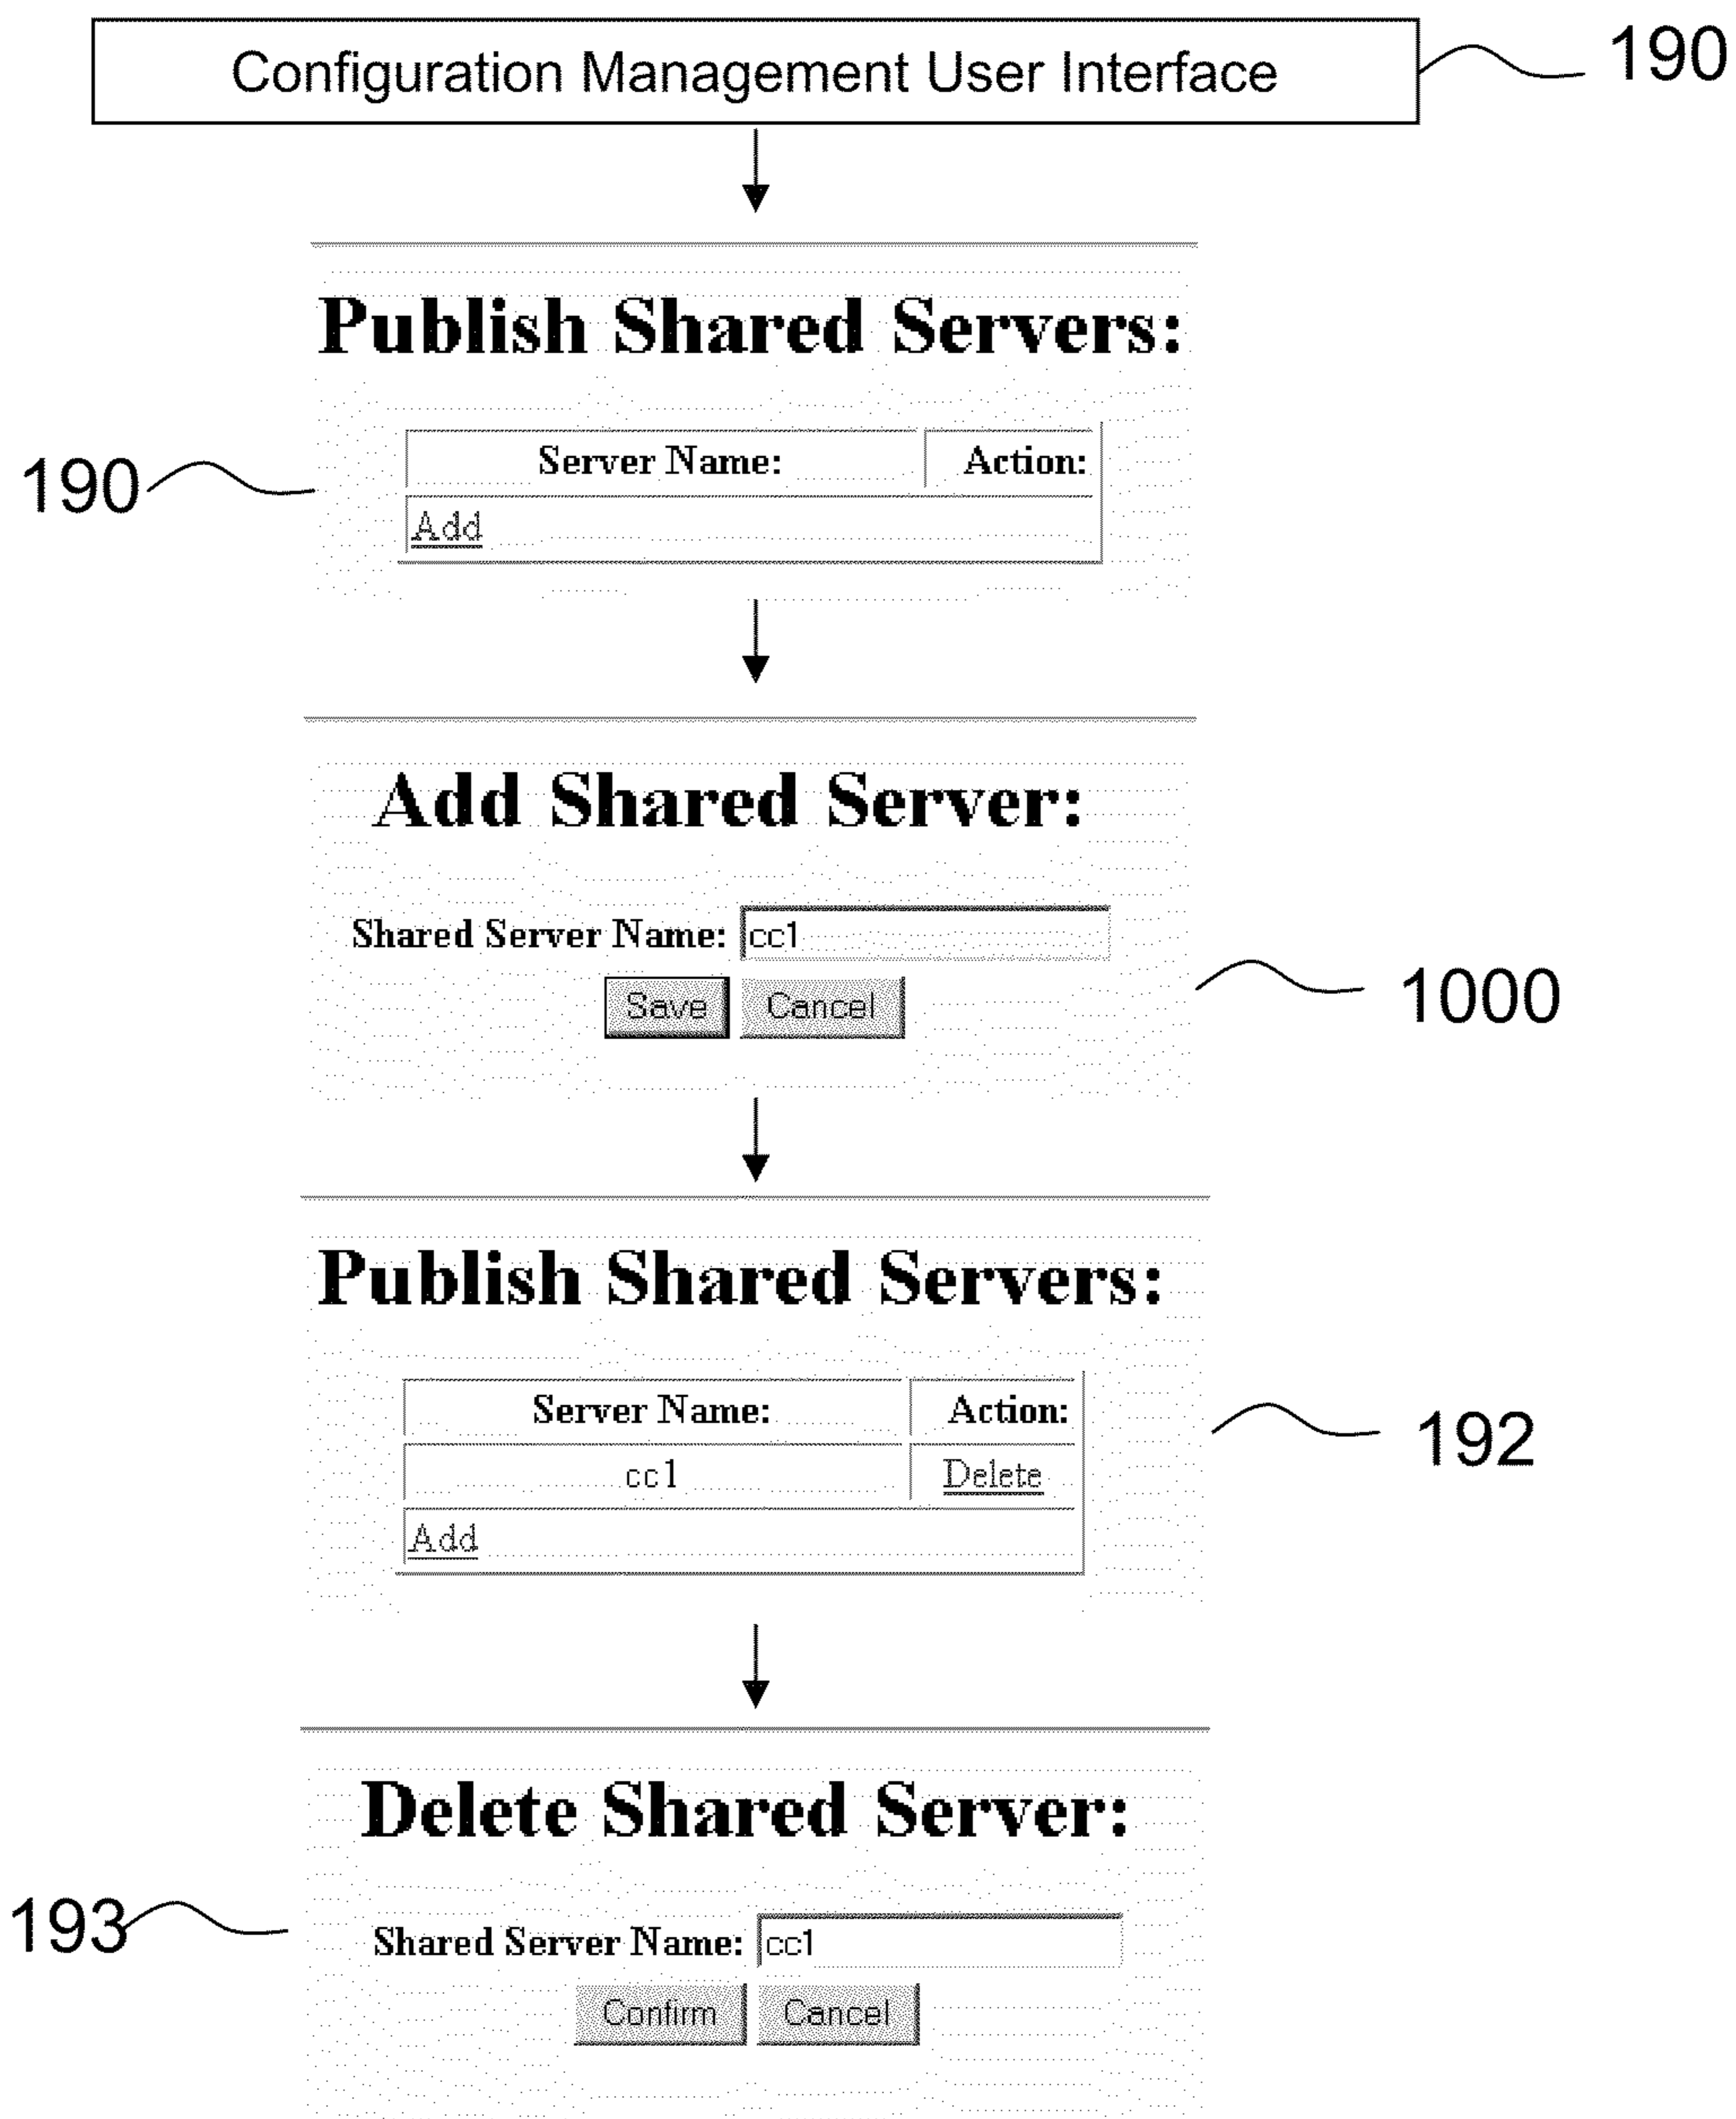 Configuration Management User Interface 190
Publish Shared Servers:
Server Name: Action:
190
Add
Add Shared Server:
Shared Server Name: cc1
Save Cancel
1000
Publish Shared Servers:
Server Name: Action:
192
cc1 Delete
Add
Delete Shared Server:
193
Shared Server Name: cc1
Confirm Cancel